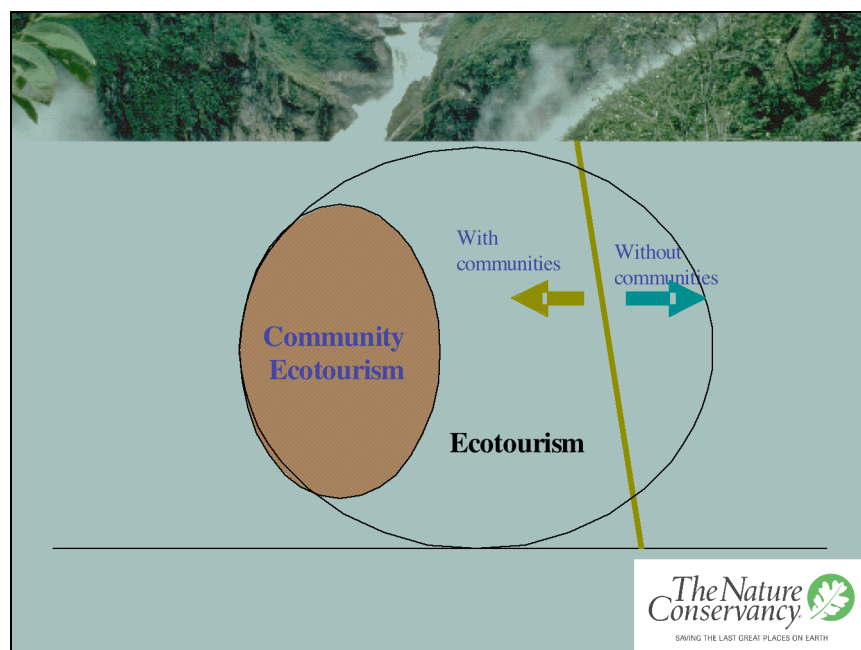 With
communities
Without
communities
Community
Ecotourism
Ecotourism
The Nature
Conservancy
SAVING THE LAST GREAT PLACES ON EARTH